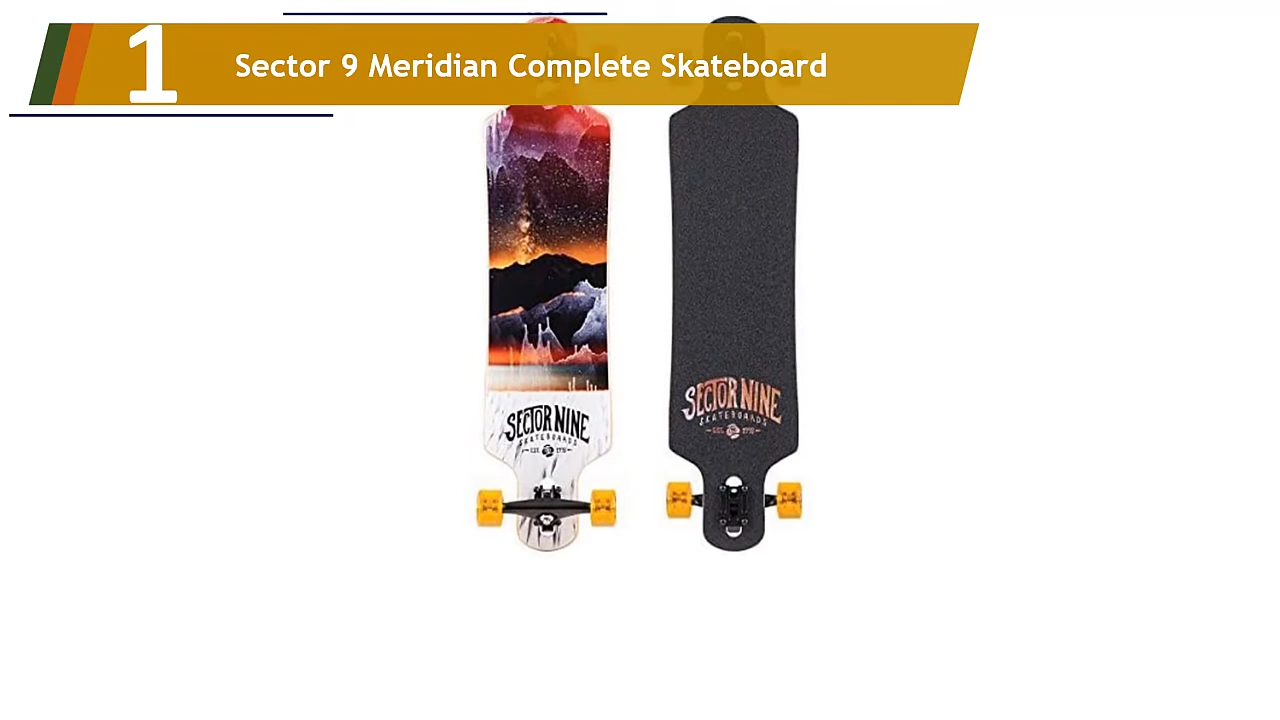 1
Sector 9 Meridian Complete Skateboard
SECTOR NINE
SKATEBOARDS
SECTOR NINE
SKATEBOARDS